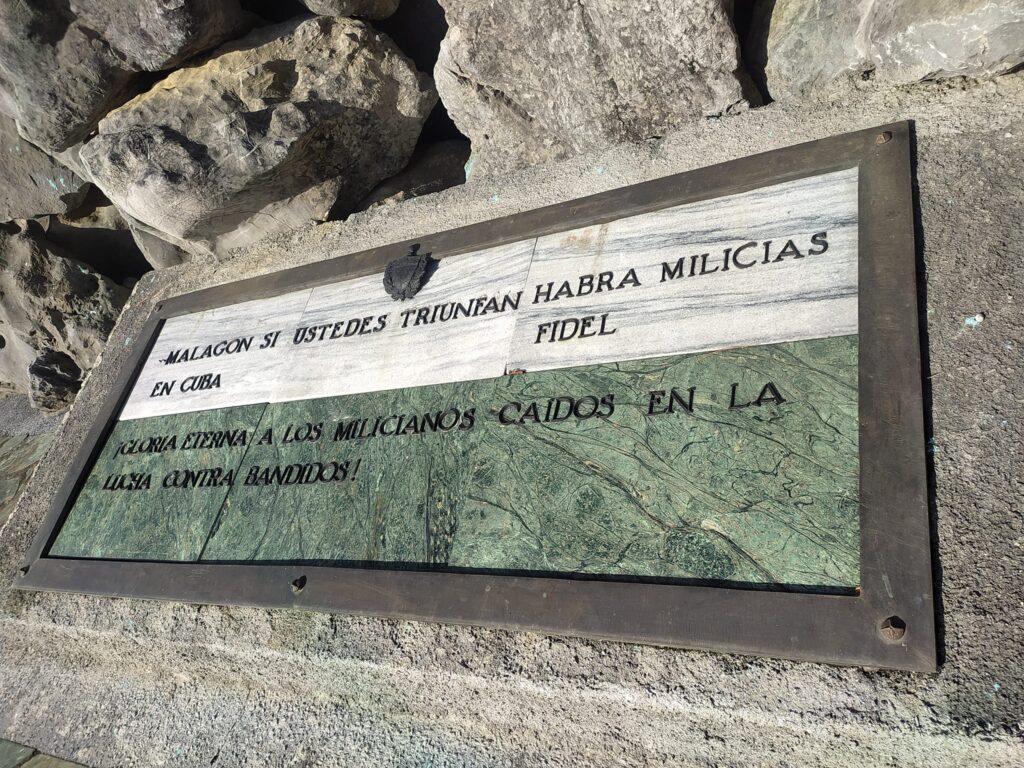 -MALAGON SI USTEDES TRIUNFAN HABRA MILICIAS
EN CUBA FIDEL
¡GLORIA ETERNA A LOS MILICIANOS CAIDOS EN LA
LUCHA CONTRA BANDIDOS!